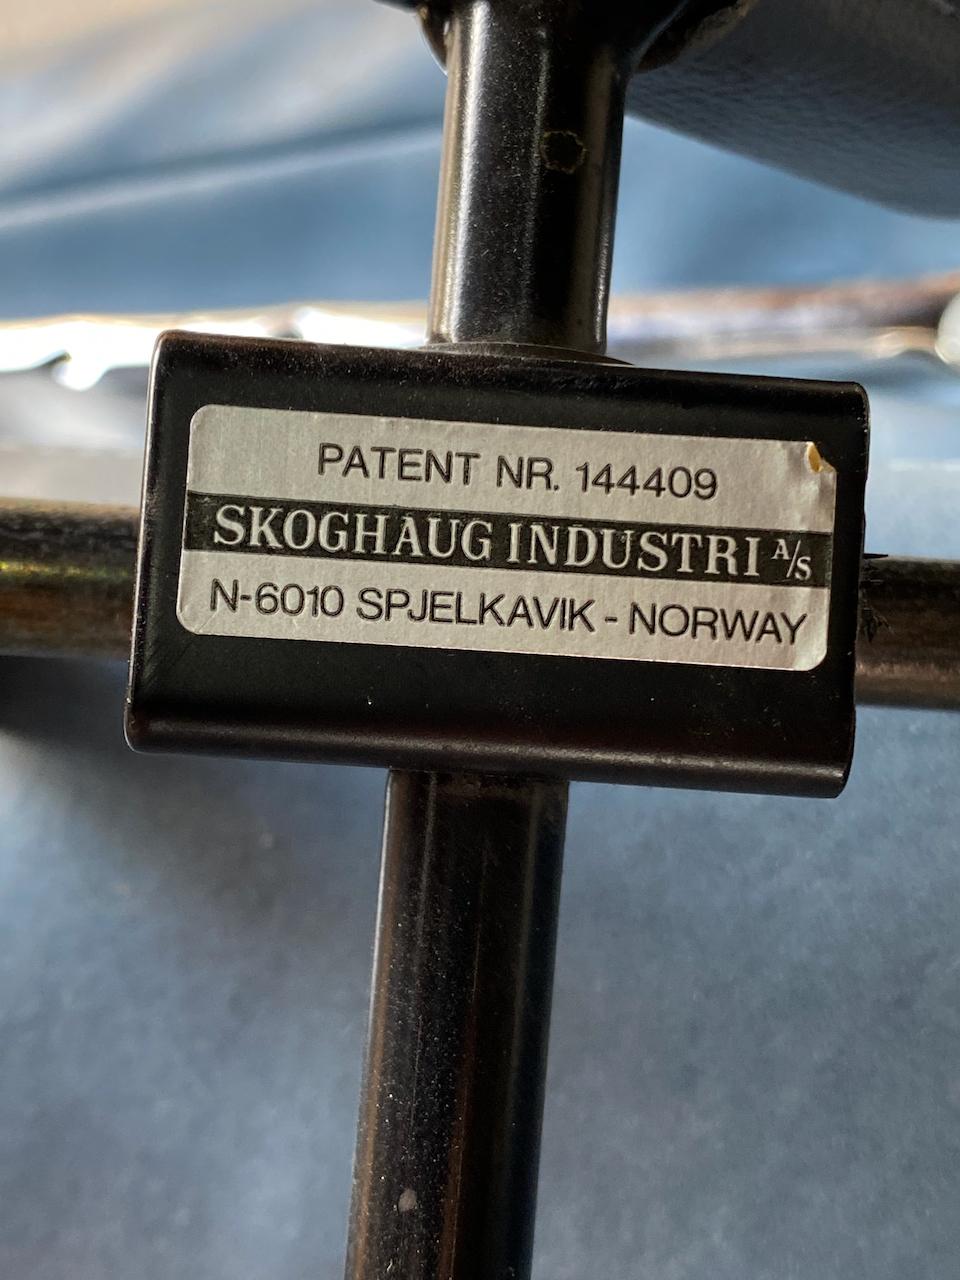 PATENT NR. 144409
SKOGHAUG INDUSTRI A/S
N-6010 SPJELKAVIK - NORWAY